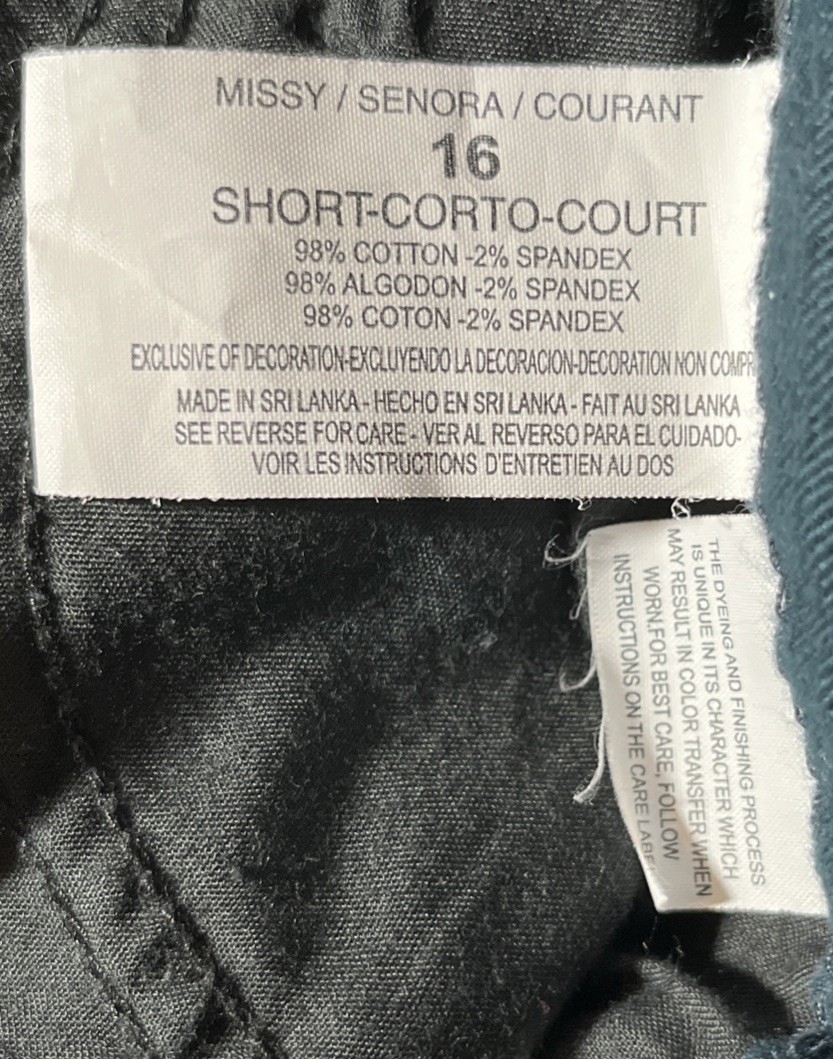 MISSY / SENORA / COURANT
16
SHORT-CORTO-COURT
98% COTTON -2% SPANDEX
98% ALGODON -2% SPANDEX
98% COTON -2% SPANDEX
EXCLUSIVE OF DECORATION-EXCLUYENDO LA DECORACION-DECORATION NON COMPR
MADE IN SRI LANKA - HECHO EN SRI LANKA - FAIT AU SRI LANKA
SEE REVERSE FOR CARE - VER AL REVERSO PARA EL CUIDADO-
VOIR LES INSTRUCTIONS D'ENTRETIEN AU DOS
THE DYEING AND FINISHING PROCESS
IS UNIQUE IN ITS CHARACTER WHICH
MAY RESULT IN COLOR TRANSFER WHEN
WORN.FOR BEST CARE, FOLLOW
INSTRUCTIONS ON THE CARE LABE